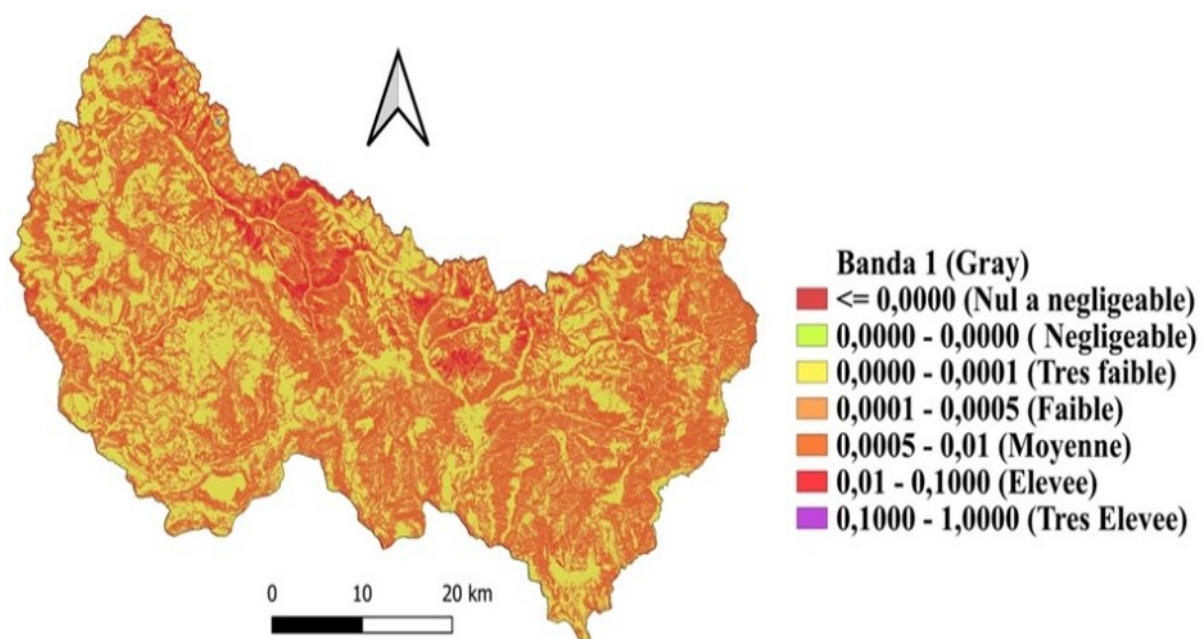 Banda 1 (Gray)
<= 0,0000 (Nul a negligeable)
0,0000 - 0,0000 ( Negligeable)
0,0000 - 0,0001 (Tres faible)
0,0001 - 0,0005 (Faible)
0,0005 - 0,01 (Moyenne)
0,01 - 0,1000 (Elevee)
0,1000 - 1,0000 (Tres Elevee)
0 10 20 km